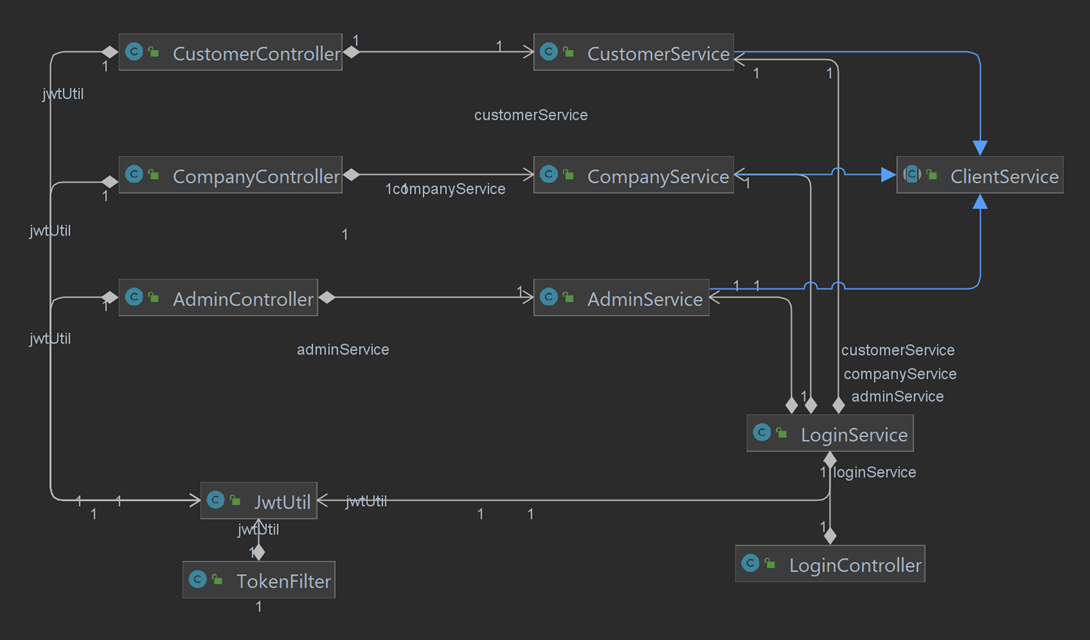 1
1
CustomerController
CustomerService
1
1
1
jwtUtil
customerService
CompanyController
CompanyService
ClientService
1
1
1companyService
1
jwtUtil
1
1
1
1
AdminController
AdminService
1
jwtUtil
adminService
customerService
companyService
1
adminService
LoginService
1
loginService
1
1
JwtUtil
jwtUtil
1
1
1
jwtUtil
1
1
LoginController
TokenFilter
1